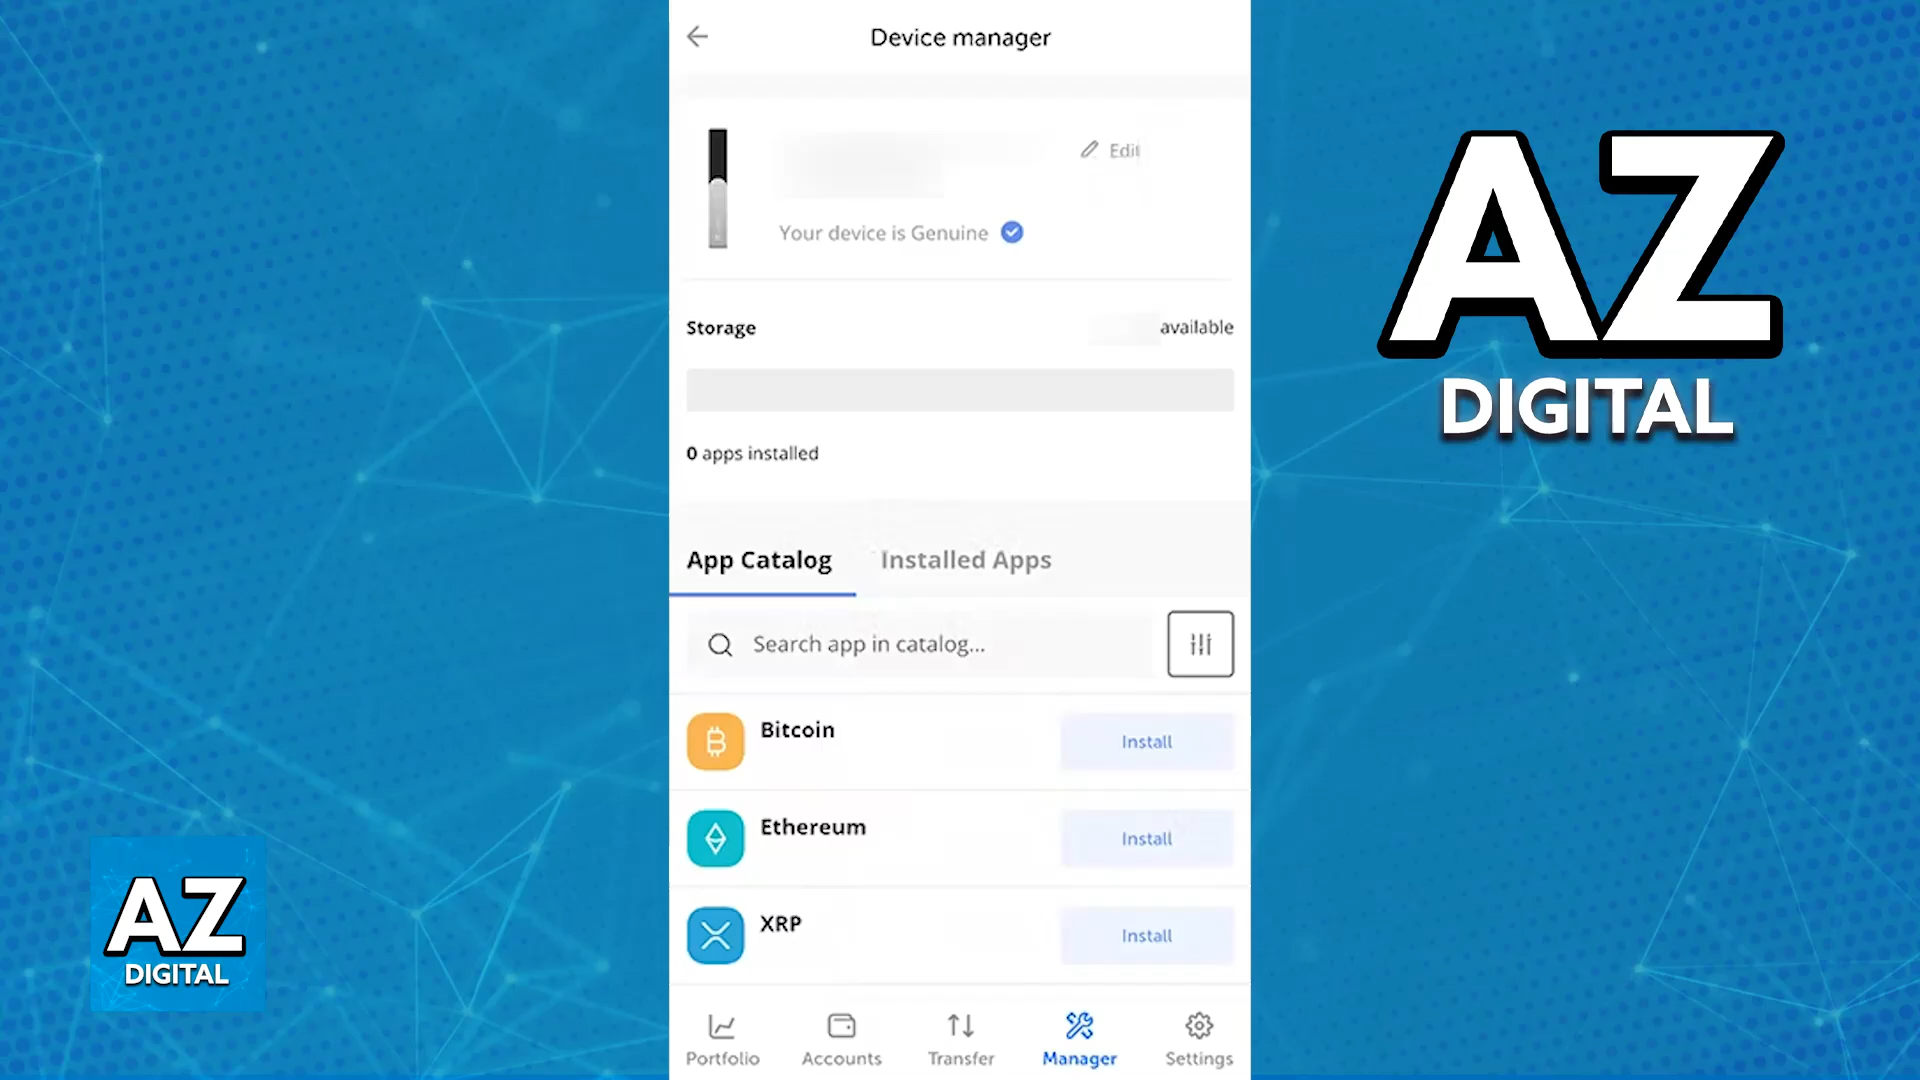 Device manager
Edit
Your device is Genuine
Storage
available
0 apps installed
App Catalog
Installed Apps
Search app in catalog...
Bitcoin
Install
Ethereum
Install
XRP
Install
Portfolio
Accounts
Transfer
Manager
Settings
AZ
DIGITAL
AZ
DIGITAL